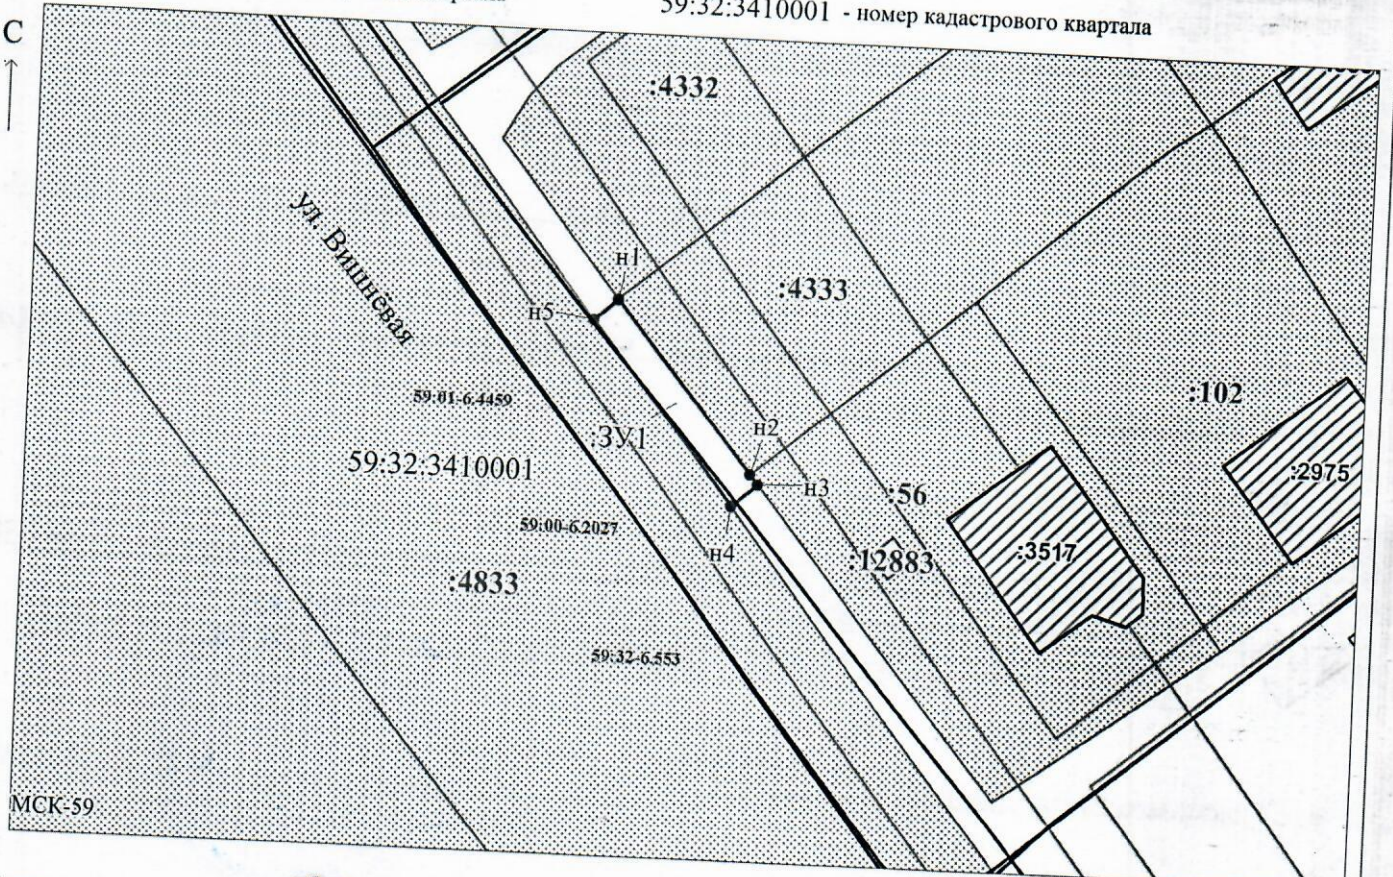 59:32:3410001 - номер кадастрового квартала
С
:4332
ул. Вишнёвая
н1
:4333
н5
59:01-6.4459
:102
н2
:ЗУ1
59:32:3410001
:2975
н3
:56
59:00-6.2027
н4
:3517
:12883
:4833
59:32-6.553
МСК-59